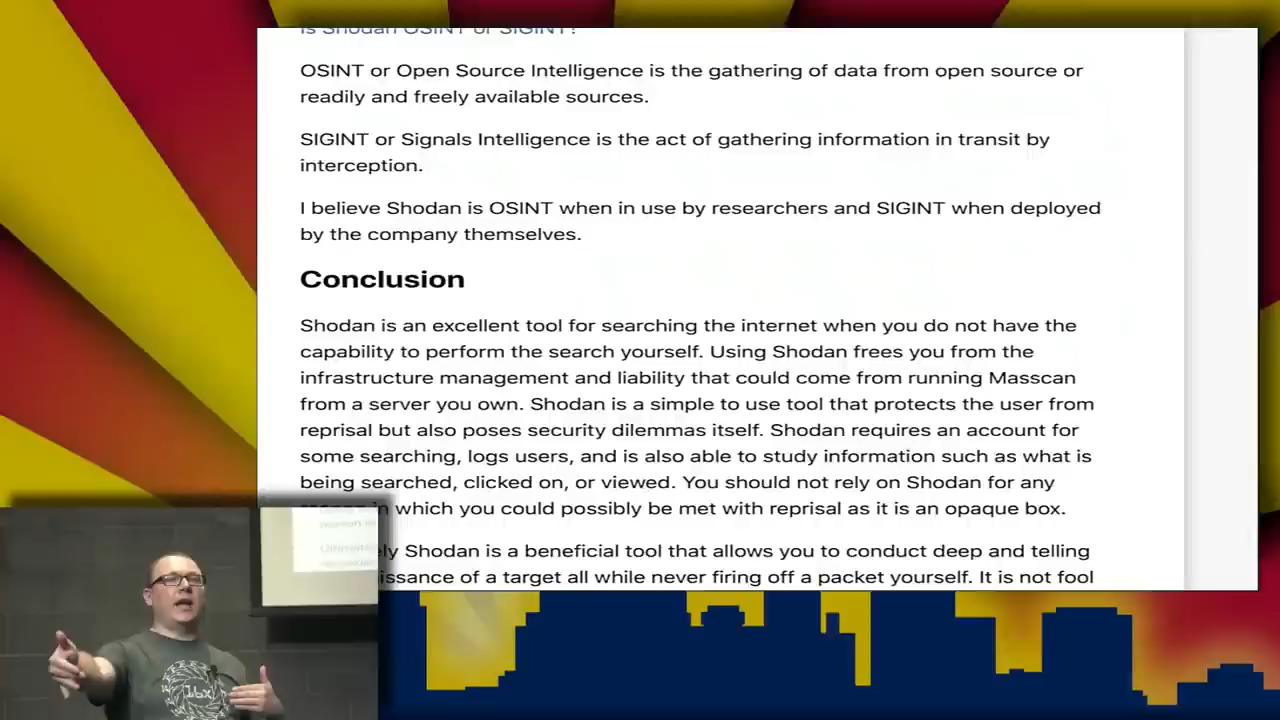 Is Shodan OSINT or SIGINT?
OSINT or Open Source Intelligence is the gathering of data from open source or
readily and freely available sources.
SIGINT or Signals Intelligence is the act of gathering information in transit by
interception.
I believe Shodan is OSINT when in use by researchers and SIGINT when deployed
by the company themselves.
Conclusion
Shodan is an excellent tool for searching the internet when you do not have the
capability to perform the search yourself. Using Shodan frees you from the
infrastructure management and liability that could come from running Masscan
from a server you own. Shodan is a simple to use tool that protects the user from
reprisal but also poses security dilemmas itself. Shodan requires an account for
some searching, logs users, and is also able to study information such as what is
being searched, clicked on, or viewed. You should not rely on Shodan for any
in which you could possibly be met with reprisal as it is an opaque box.
ely Shodan is a beneficial tool that allows you to conduct deep and telling
issance of a target all while never firing off a packet yourself. It is not fool